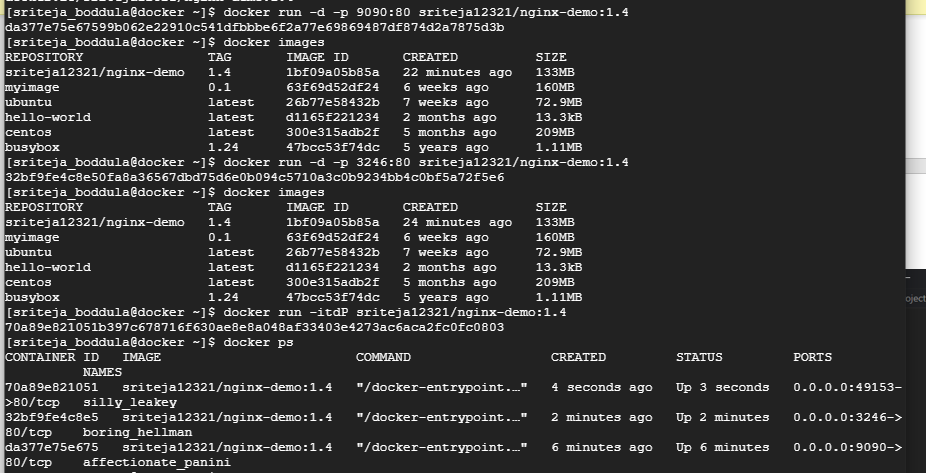 [sriteja_boddula@docker ~]$ docker run -d -p 9090:80 sriteja12321/nginx-demo:1.4
da377e75e67599b062e22910c541dfbbbe6f2a77e69869487df874d2a7875d3b
[sriteja_boddula@docker ~]$ docker images
REPOSITORY TAG IMAGE ID CREATED SIZE
sriteja12321/nginx-demo 1.4 1bf09a05b85a 22 minutes ago 133MB
myimage 0.1 63f69d52df24 6 weeks ago 160MB
ubuntu latest 26b77e58432b 7 weeks ago 72.9MB
hello-world latest d1165f221234 2 months ago 13.3kB
centos latest 300e315adb2f 5 months ago 209MB
busybox 1.24 47bcc53f74dc 5 years ago 1.11MB
[sriteja_boddula@docker ~]$ docker run -d -p 3246:80 sriteja12321/nginx-demo:1.4
32bf9fe4c8e50fa8a36567dbd75d6e0b094c5710a3c0b9234bb4c0bf5a72f5e6
[sriteja_boddula@docker ~]$ docker images
REPOSITORY TAG IMAGE ID CREATED SIZE
sriteja12321/nginx-demo 1.4 1bf09a05b85a 24 minutes ago 133MB
myimage 0.1 63f69d52df24 6 weeks ago 160MB
ubuntu latest 26b77e58432b 7 weeks ago 72.9MB
hello-world latest d1165f221234 2 months ago 13.3kB
centos latest 300e315adb2f 5 months ago 209MB
busybox 1.24 47bcc53f74dc 5 years ago 1.11MB
[sriteja_boddula@docker ~]$ docker run -itdP sriteja12321/nginx-demo:1.4
70a89e821051b397c678716f630ae8e8a048af33403e4273ac6aca2fc0fc0803
[sriteja_boddula@docker ~]$ docker ps
CONTAINER ID IMAGE COMMAND CREATED STATUS PORTS
NAMES
70a89e821051 sriteja12321/nginx-demo:1.4 "/docker-entrypoint.…" 4 seconds ago Up 3 seconds 0.0.0.0:49153-
>80/tcp silly_leakey
32bf9fe4c8e5 sriteja12321/nginx-demo:1.4 "/docker-entrypoint.…" 2 minutes ago Up 2 minutes 0.0.0.0:3246->
80/tcp boring_hellman
da377e75e675 sriteja12321/nginx-demo:1.4 "/docker-entrypoint.…" 6 minutes ago Up 6 minutes 0.0.0.0:9090->
80/tcp affectionate_panini
oject